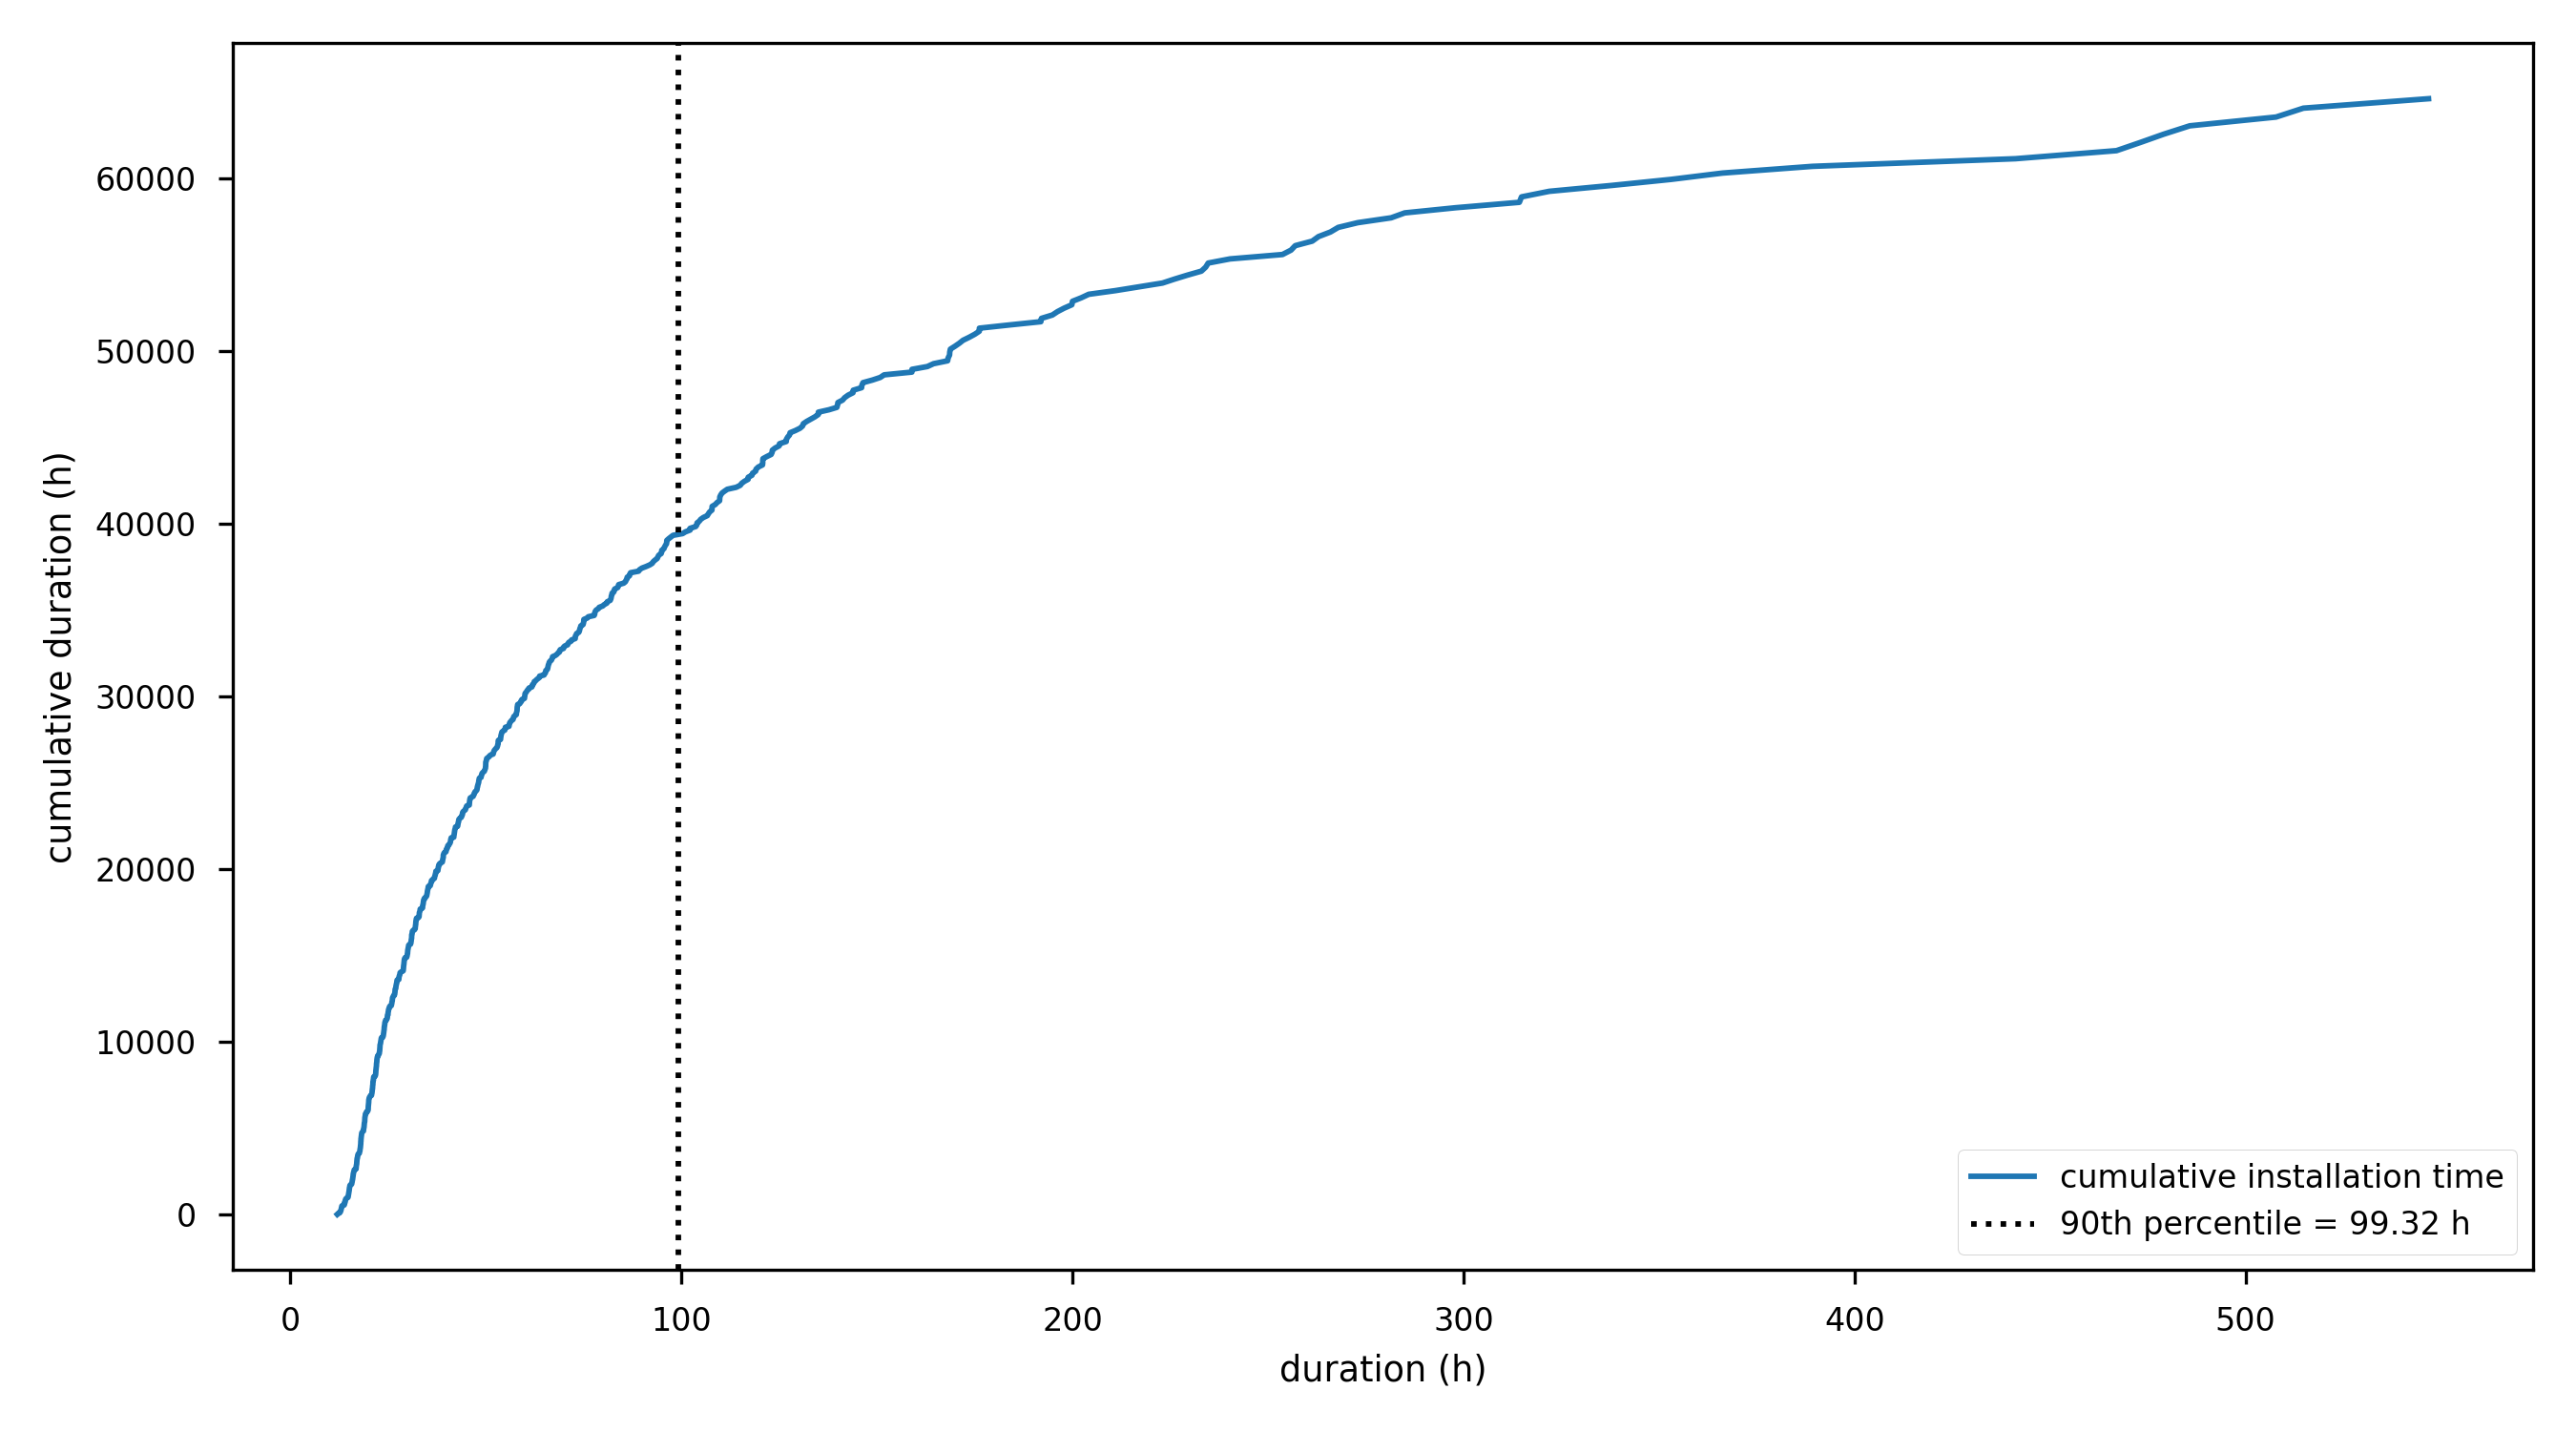 60000
50000
40000
30000
20000
10000
0
cumulative duration (h)
0 100 200 300 400 500
duration (h)
cumulative installation time
90th percentile = 99.32 h